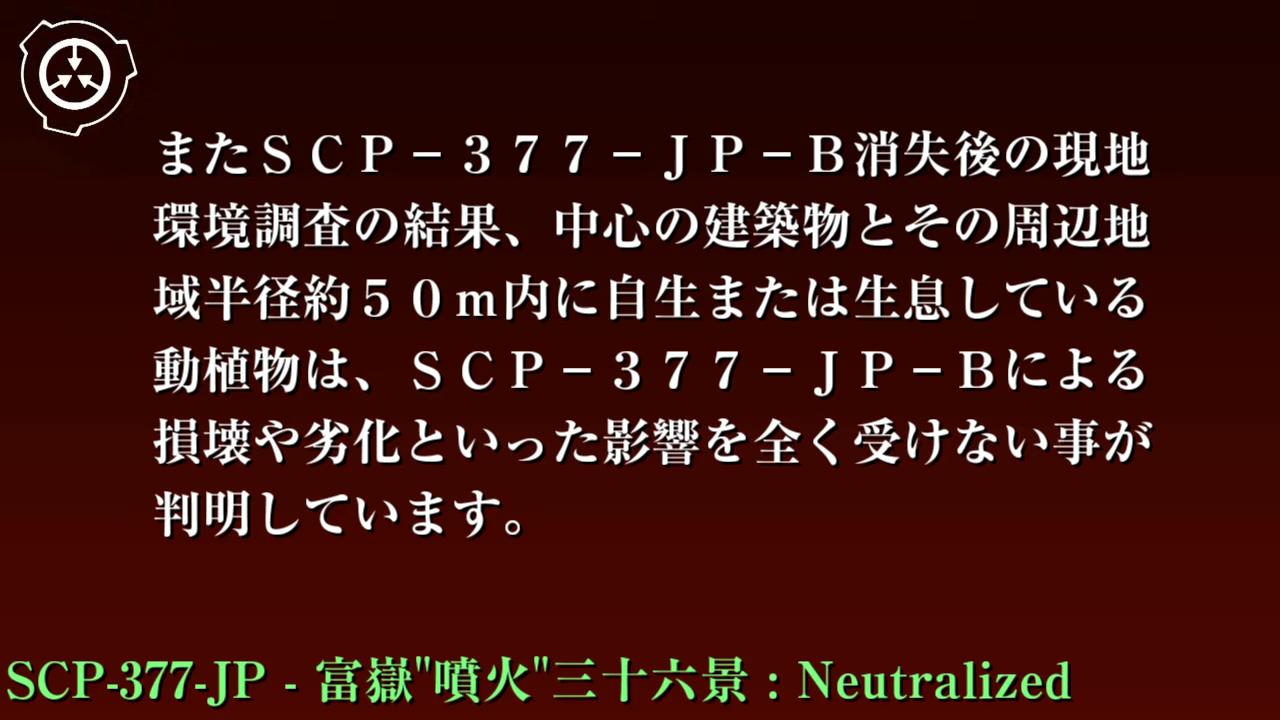 またＳＣＰ－３７７－ＪＰ－Ｂ消失後の現地
環境調査の結果、中心の建築物とその周辺地
域半径約５０ｍ内に自生または生息している
動植物は、ＳＣＰ－３７７－ＪＰ－Ｂによる
損壊や劣化といった影響を全く受けない事が
判明しています。
SCP-377-JP - 富嶽"噴火"三十六景：Neutralized